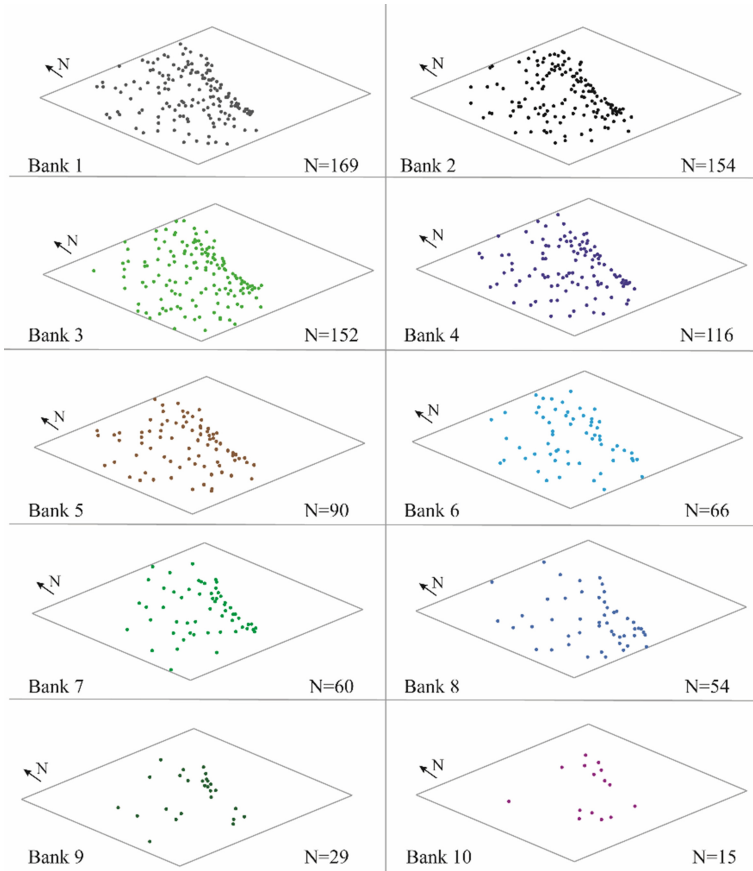 N
N
Bank 1 N=169
Bank 2 N=154
N
N
Bank 3 N=152
Bank 4 N=116
N
N
Bank 5 N=90
Bank 6 N=66
N
N
Bank 7 N=60
Bank 8 N=54
N
N
Bank 9 N=29
Bank 10 N=15